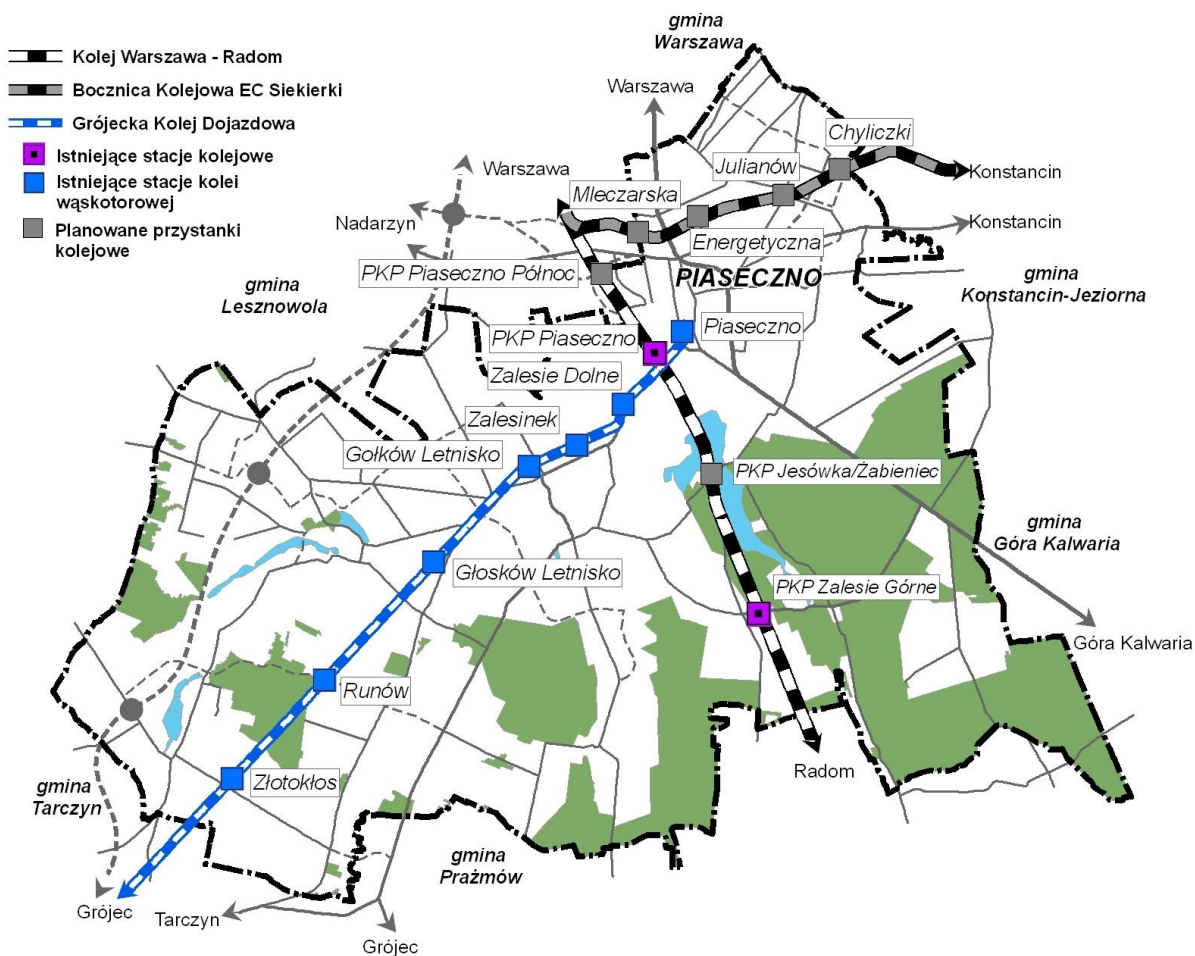 Kolej Warszawa - Radom
Bocznica Kolejowa EC Siekierki
Grójecka Kolej Dojazdowa
Istniejące stacje kolejowe
Istniejące stacje kolei
wąskotorowej
Planowane przystanki
kolejowe
gmina
Warszawa
Warszawa
Chyliczki
Julianów
Konstancin
Warszawa
Mleczarska
Nadarzyn
Konstancin
Energetyczna
PKP Piaseczno Północ
PIASECZNO
gmina
Lesznowola
gmina
Konstancin-Jeziorna
PKP Piaseczno
Piaseczno
Zalesie Dolne
Zalesinek
Gołków Letnisko
PKP Jesówka/Żabieniec
gmina
Góra Kalwaria
Głosków Letnisko
PKP Zalesie Górne
Góra Kalwaria
Runów
Radom
gmina
Tarczyn
Złotokłos
gmina
Prażmów
Grójec
Tarczyn
Grójec